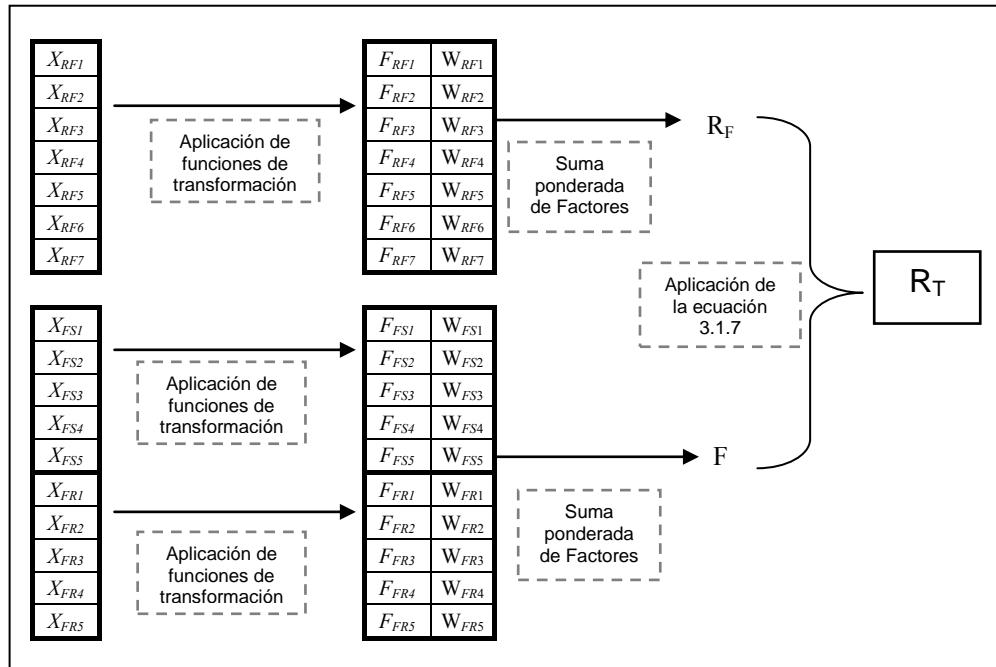 X_RF1 F_RF1 W_RF1
X_RF2 F_RF2 W_RF2
X_RF3 F_RF3 W_RF3
X_RF4 F_RF4 W_RF4
X_RF5 F_RF5 W_RF5
X_RF6 F_RF6 W_RF6
X_RF7 F_RF7 W_RF7
Aplicación de
funciones de
transformación
Suma
ponderada
de Factores
R_F
X_FS1 F_FS1 W_FS1
X_FS2 F_FS2 W_FS2
X_FS3 F_FS3 W_FS3
X_FS4 F_FS4 W_FS4
X_FS5 F_FS5 W_FS5
Aplicación de
funciones de
transformación
X_FR1 F_FR1 W_FR1
X_FR2 F_FR2 W_FR2
X_FR3 F_FR3 W_FR3
X_FR4 F_FR4 W_FR4
X_FR5 F_FR5 W_FR5
Aplicación de
funciones de
transformación
Suma
ponderada
de Factores
F
Aplicación de
la ecuación
3.1.7
R_T